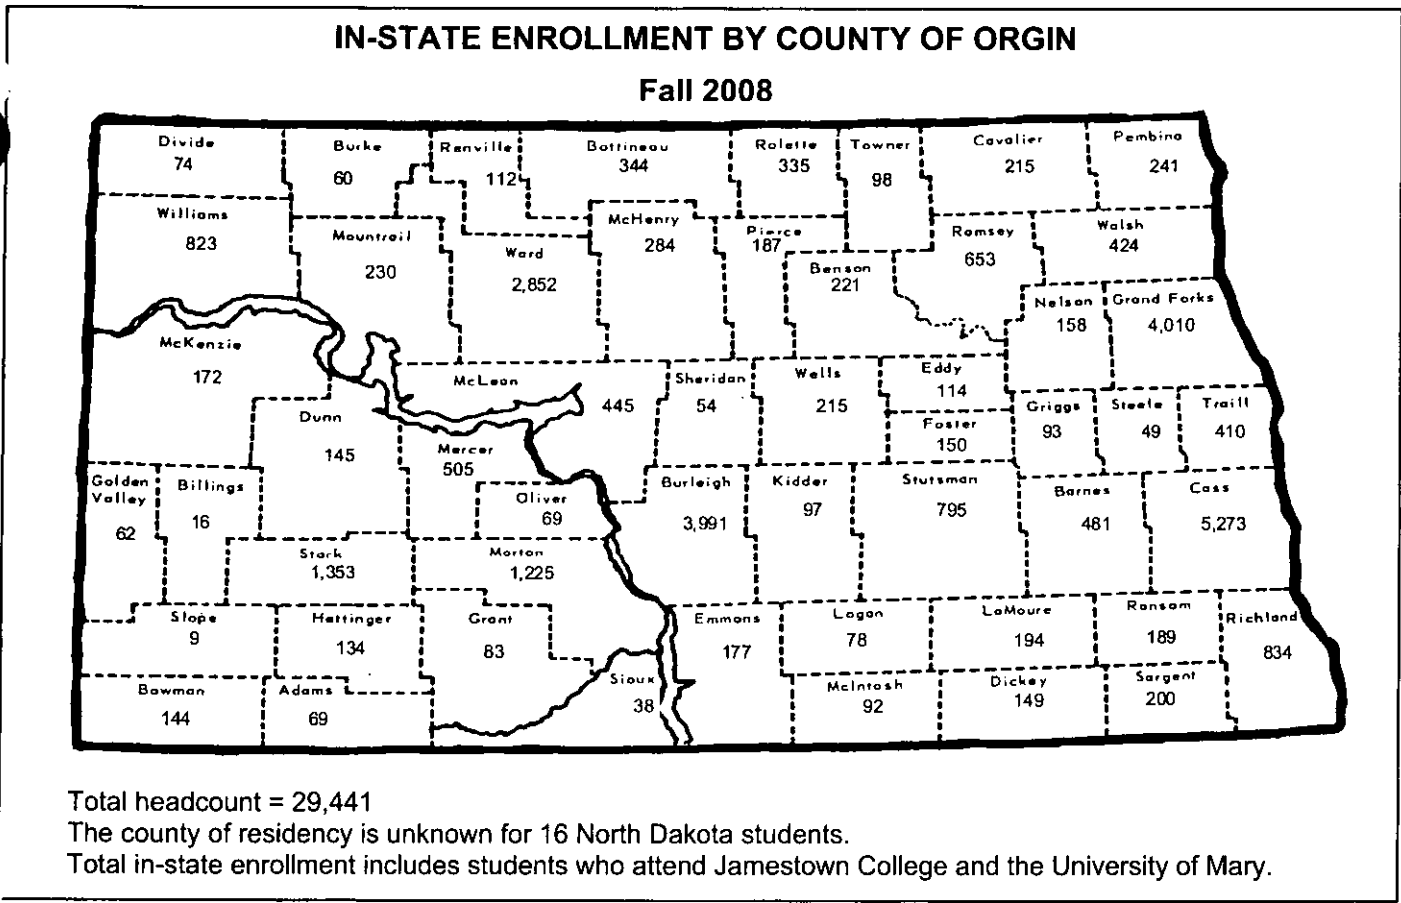 IN-STATE ENROLLMENT BY COUNTY OF ORGIN
Fall 2008
Divide
74
Burke
60
Renville
112
Bottineau
344
Rolette
335
Towner
98
Cavalier
215
Pembina
241
Williams
823
Mountrail
230
Ward
2,852
McHenry
284
Pierce
187
Benson
221
Ramsey
653
Walsh
424
Nelson
158
Grand Forks
4,010
McKenzie
172
Dunn
145
McLean
445
Mercer
505
Oliver
69
Sheridan
54
Wells
215
Eddy
114
Foster
150
Griggs
93
Steele
49
Traill
410
Golden
Valley
62
Billings
16
Stark
1,353
Morton
1,225
Burleigh
3,991
Kidder
97
Stutsman
795
Barnes
481
Cass
5,273
Slope
9
Hettinger
134
Grant
83
Sioux
38
Emmons
177
Logan
78
LaMoure
194
Ransom
189
Richland
834
Bowman
144
Adams
69
McIntosh
92
Dickey
149
Sargent
200
Total headcount = 29,441
The county of residency is unknown for 16 North Dakota students.
Total in-state enrollment includes students who attend Jamestown College and the University of Mary.